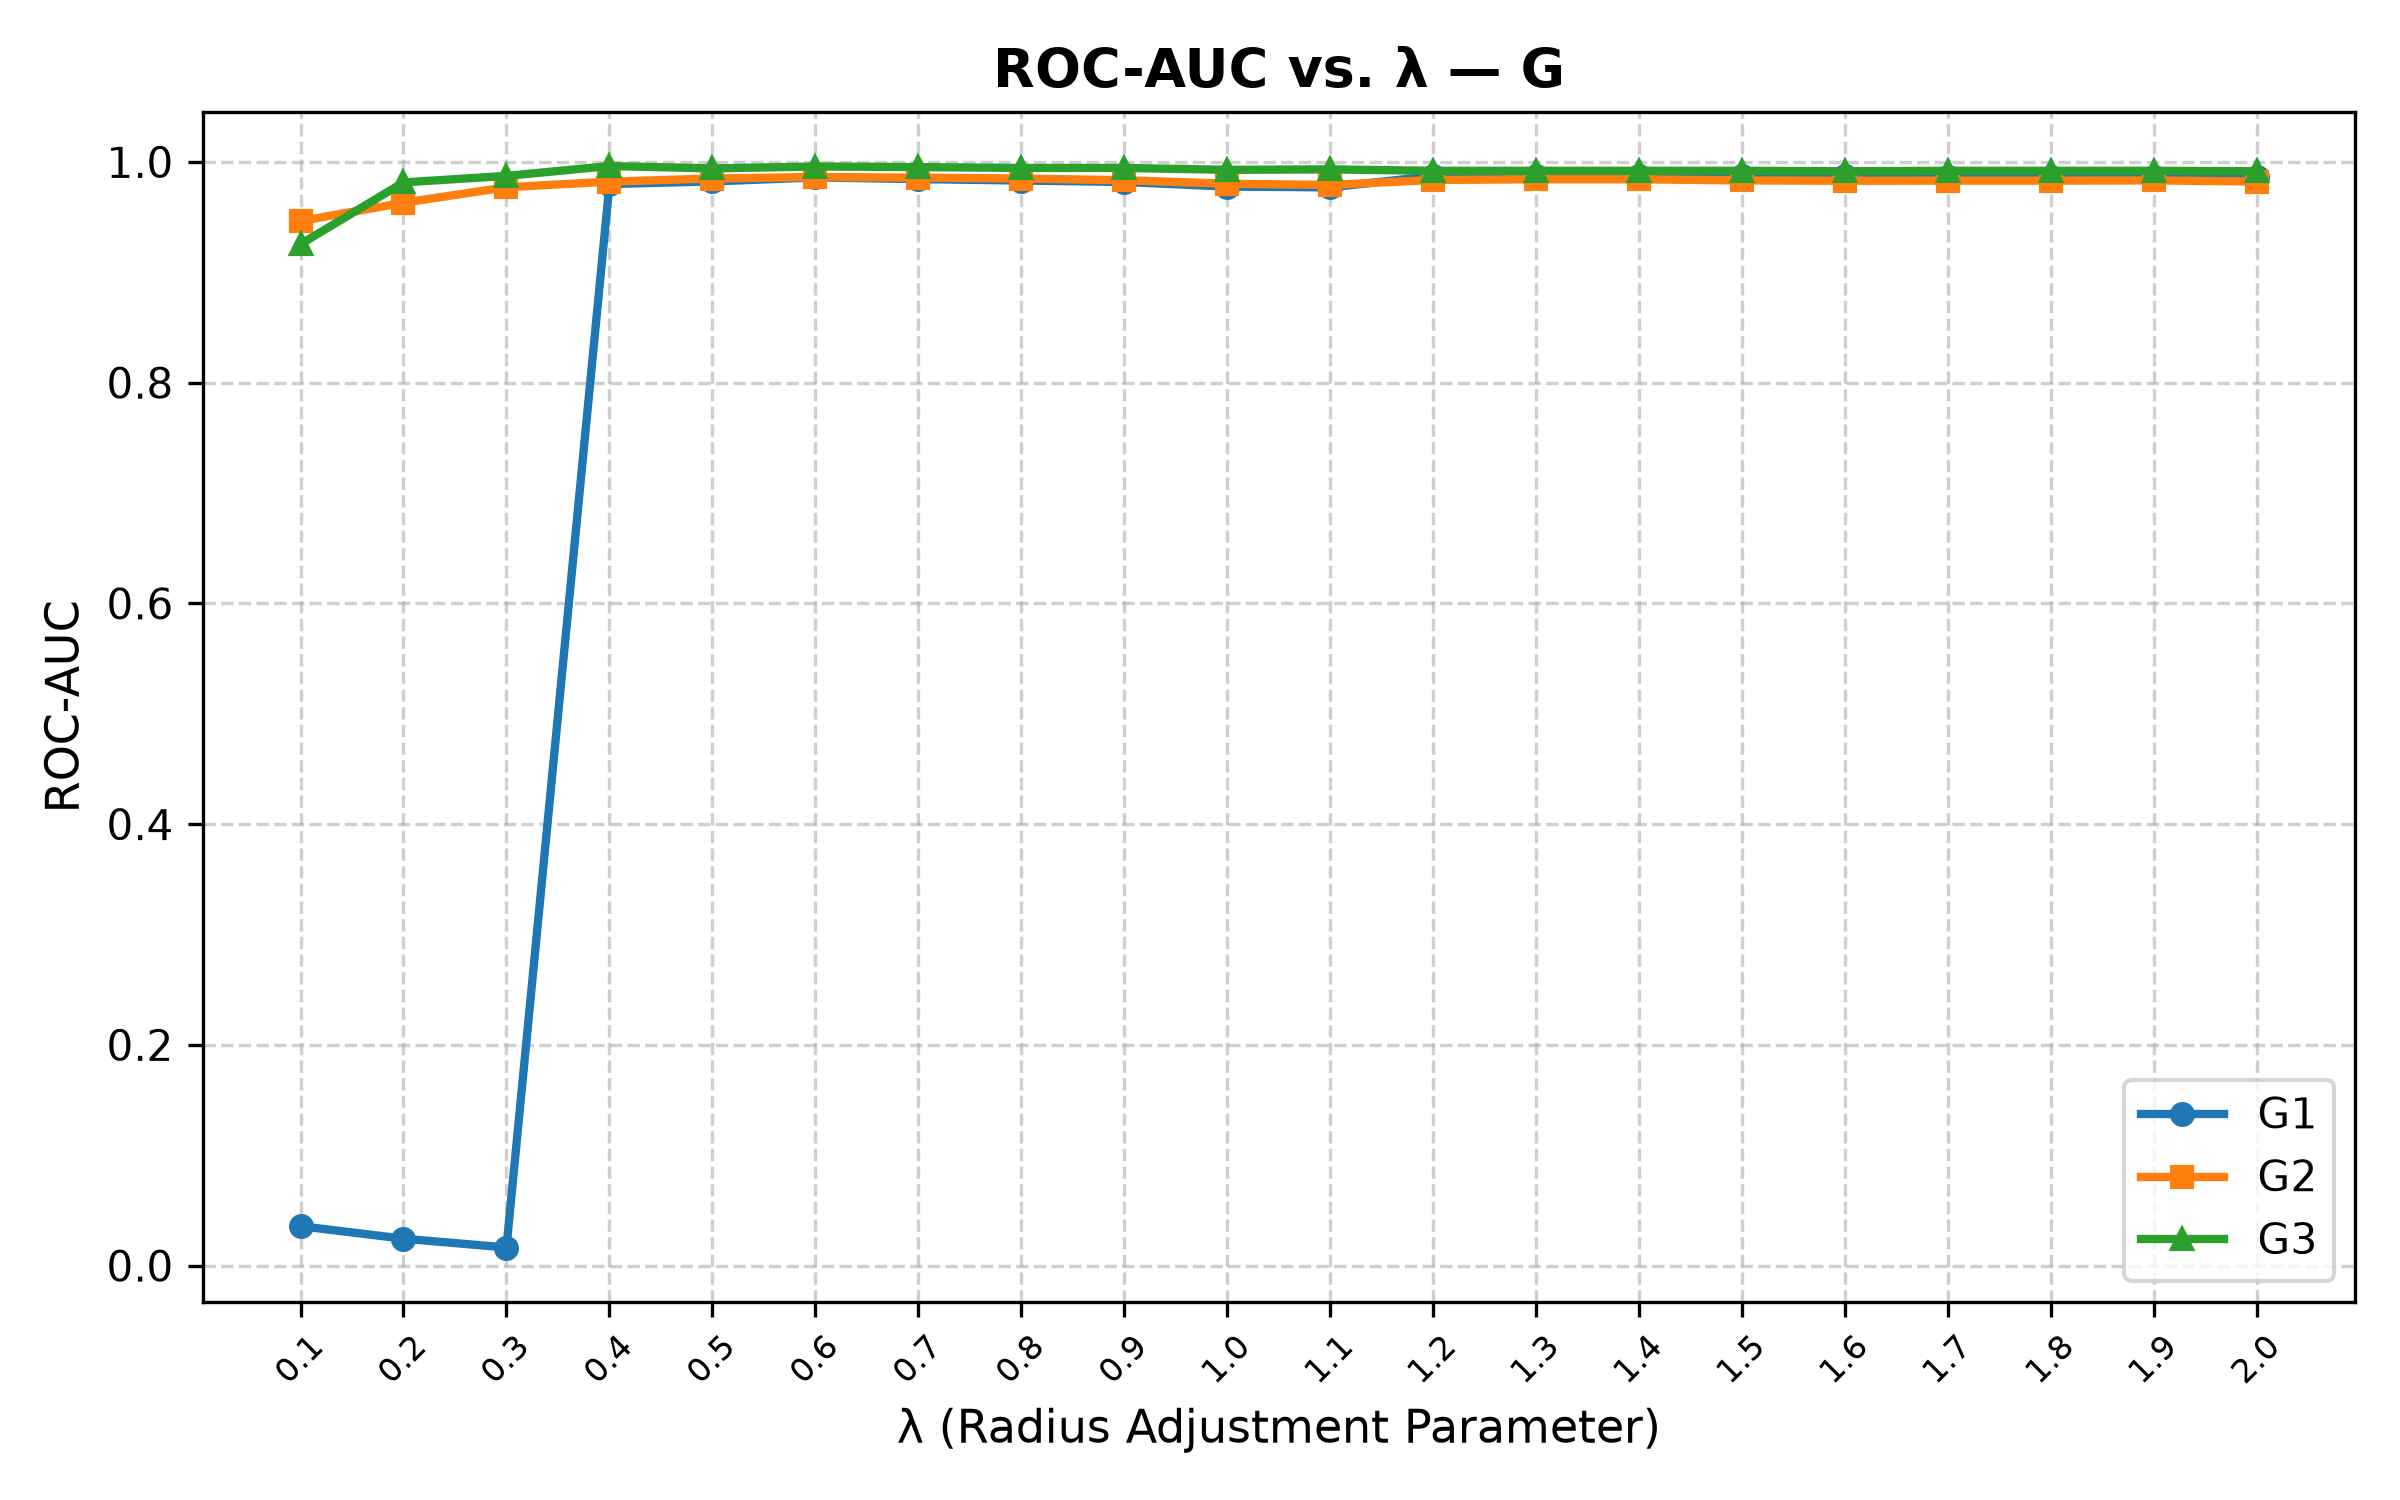 ROC-AUC vs. λ — G
ROC-AUC
1.0
0.8
0.6
0.4
0.2
0.0
0.1 0.2 0.3 0.4 0.5 0.6 0.7 0.8 0.9 1.0 1.1 1.2 1.3 1.4 1.5 1.6 1.7 1.8 1.9 2.0
λ (Radius Adjustment Parameter)
G1
G2
G3